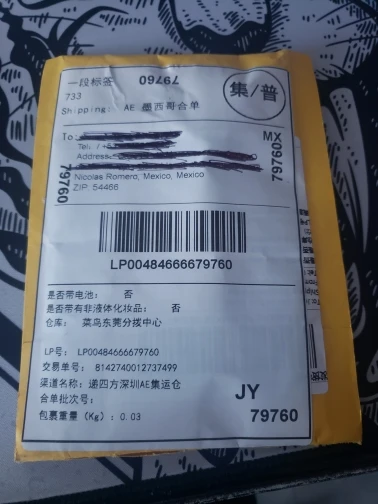 一段标签
79760
733
集/普
Shipping: AE 墨西哥合单
To:
MX
Tel:
Address:
79760
79760
Nicolas Romero, Mexico, Mexico
ZIP: 54466
LP00484666679760
是否带电池: 否
是否带有非液体化妆品: 否
仓库: 菜鸟东莞分拨中心
LP号: LP00484666679760
交易单号: 8142740012737499
渠道名称: 递四方深圳AE集运仓
JY
合单批次号:
79760
包裹重量 (Kg): 0.03